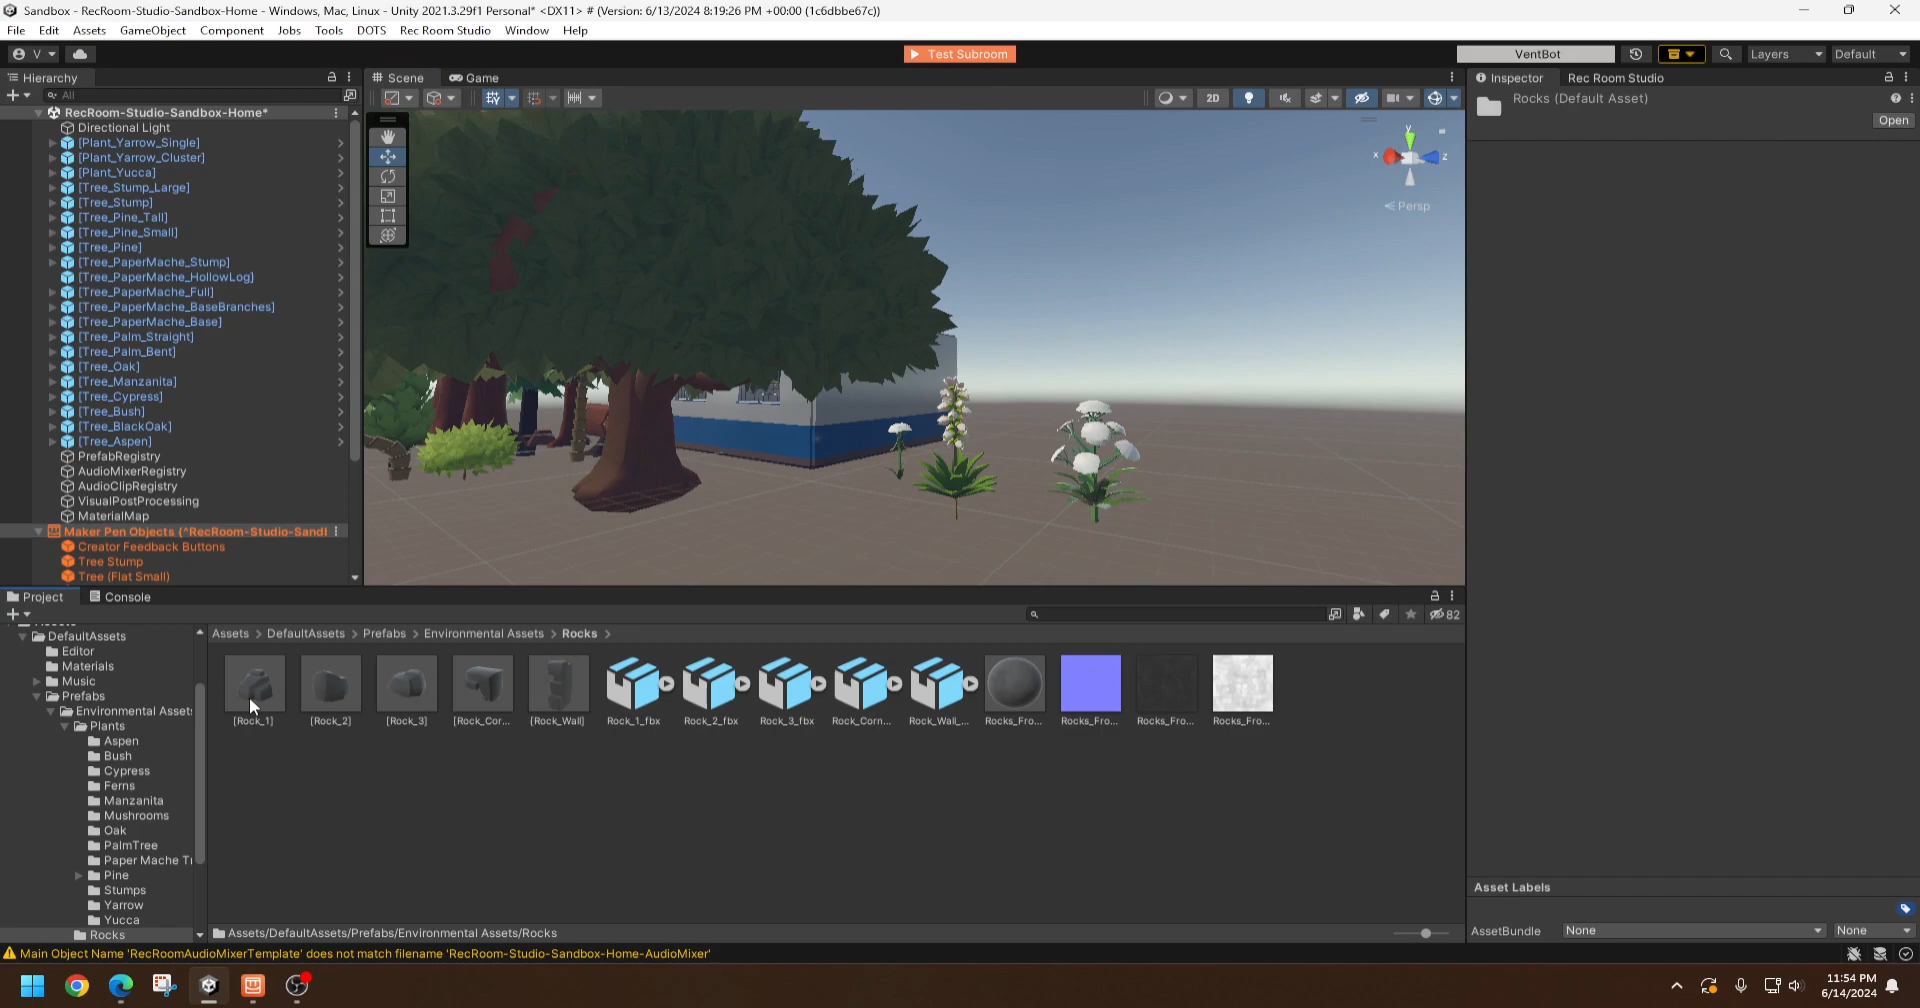 Sandbox - RecRoom-Studio-Sandbox-Home - Windows, Mac, Linux - Unity 2021.3.29f1 Personal* <DX11> # (Version: 6/13/2024 8:19:26 PM +00:00 (1c6dbbe67c))
File Edit Assets GameObject Component Jobs Tools DOTS Rec Room Studio Window Help
V Test Subroom VentBot Layers Default
Hierarchy Scene Game Inspector Rec Room Studio
All 2D Rocks (Default Asset)
Open
RecRoom-Studio-Sandbox-Home*
Directional Light
[Plant_Yarrow_Single]
[Plant_Yarrow_Cluster]
[Plant_Yucca]
[Tree_Stump_Large]
[Tree_Stump]
[Tree_Pine_Tall]
[Tree_Pine_Small]
[Tree_Pine]
[Tree_PaperMache_Stump]
[Tree_PaperMache_HollowLog]
[Tree_PaperMache_Full]
[Tree_PaperMache_BaseBranches]
[Tree_PaperMache_Base]
[Tree_Palm_Straight]
[Tree_Palm_Bent]
[Tree_Oak]
[Tree_Manzanita]
[Tree_Cypress]
[Tree_Bush]
[Tree_BlackOak]
[Tree_Aspen]
PrefabRegistry
AudioMixerRegistry
AudioClipRegistry
VisualPostProcessing
MaterialMap
Maker Pen Objects (^RecRoom-Studio-Sandl
Creator Feedback Buttons
Tree Stump
Tree (Flat Small)
y
x z
Persp
Project Console
82
Assets > DefaultAssets > Prefabs > Environmental Assets > Rocks >
DefaultAssets
Editor
Materials
Music
Prefabs
Environmental Asset:
Plants
Aspen
Bush
Cypress
Ferns
Manzanita
Mushrooms
Oak
PalmTree
Paper Mache Tr
Pine
Stumps
Yarrow
Yucca
Rocks
[Rock_1] [Rock_2] [Rock_3] [Rock_Cor... [Rock_Wall] Rock_1_fbx Rock_2_fbx Rock_3_fbx Rock_Corn... Rock_Wall_... Rocks_Fro... Rocks_Fro... Rocks_Fro... Rocks_Fro...
Assets/DefaultAssets/Prefabs/Environmental Assets/Rocks
Asset Labels
AssetBundle None None
Main Object Name 'RecRoomAudioMixerTemplate' does not match filename 'RecRoom-Studio-Sandbox-Home-AudioMixer'
11:54 PM
6/14/2024